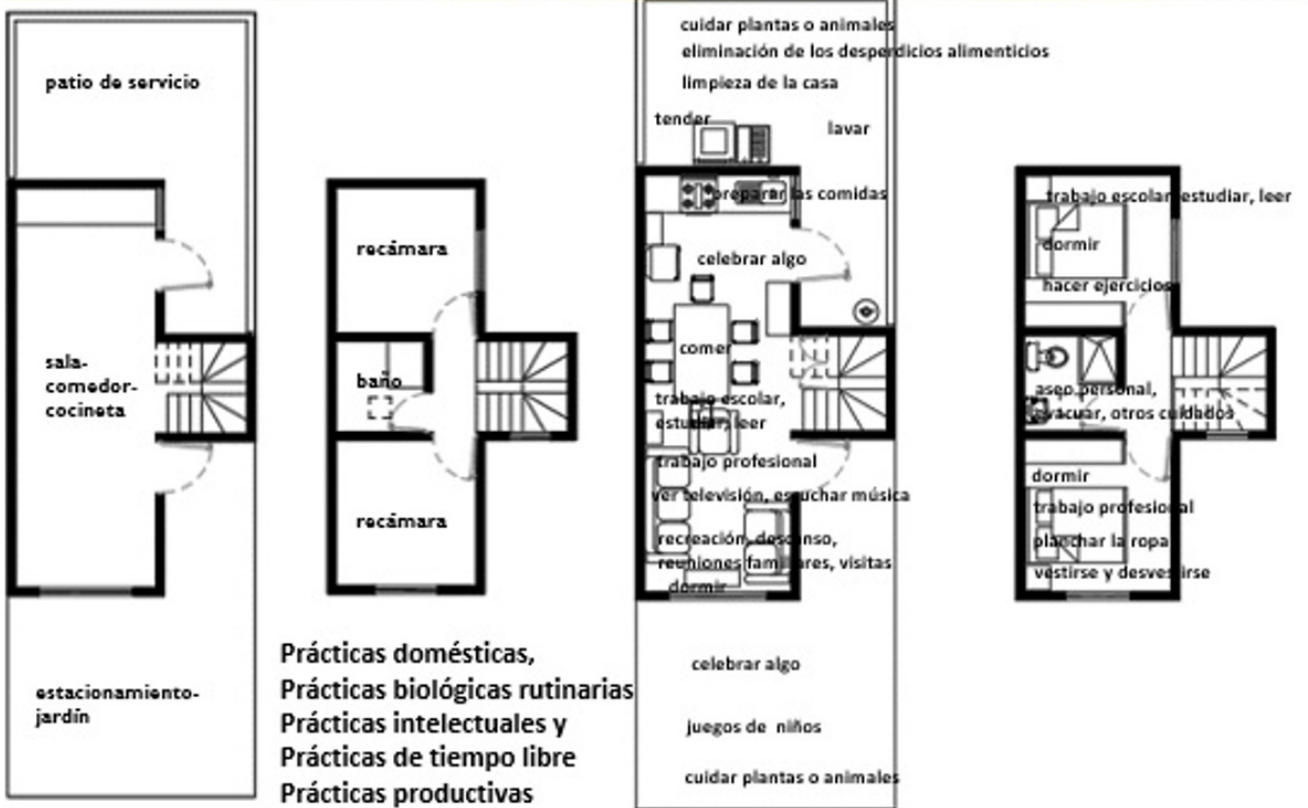 patio de servicio
sala-
comedor-
cocineta
estacionamiento-
jardín
recámara
baño
recámara
Prácticas domésticas,
Prácticas biológicas rutinarias
Prácticas intelectuales y
Prácticas de tiempo libre
Prácticas productivas
cuidar plantas o animales
eliminación de los desperdicios alimenticios
limpieza de la casa
tender
lavar
preparar las comidas
celebrar algo
comer
trabajo escolar,
estudiar, leer
trabajo profesional
ver televisión, escuchar música
recreación, descanso,
reuniones familiares, visitas
dormir
celebrar algo
juegos de niños
cuidar plantas o animales
trabajo escolar, estudiar, leer
dormir
hacer ejercicios
aseo personal,
evacuar, otros cuidados
dormir
trabajo profesional
planchar la ropa
vestirse y desvestirse